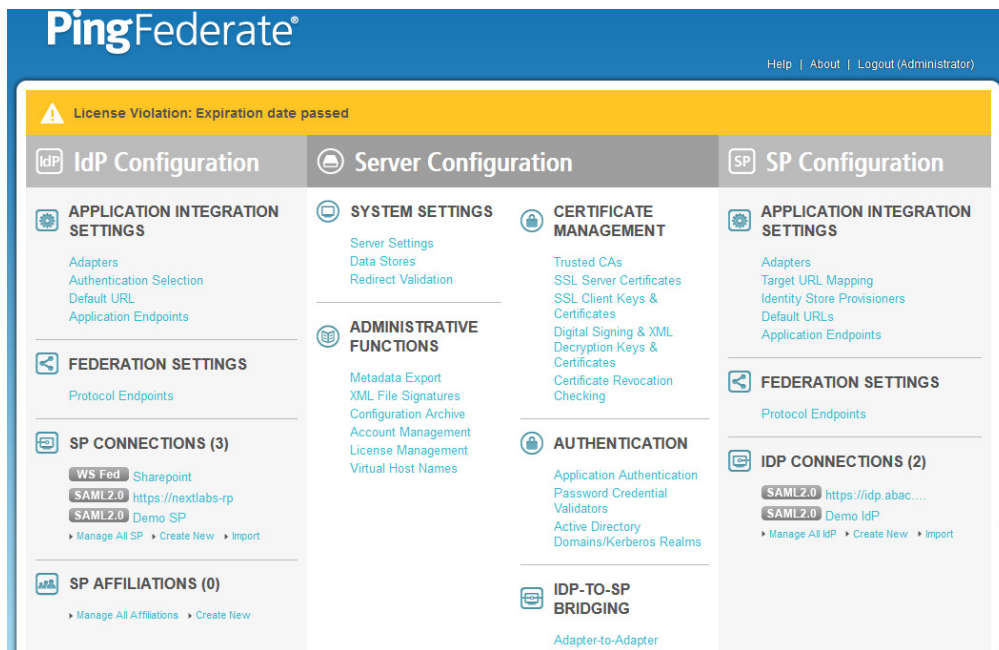 PingFederate®
Help | About | Logout (Administrator)
License Violation: Expiration date passed
IdP IdP Configuration
APPLICATION INTEGRATION
SETTINGS
Adapters
Authentication Selection
Default URL
Application Endpoints
FEDERATION SETTINGS
Protocol Endpoints
SP CONNECTIONS (3)
WS Fed Sharepoint
SAML2.0 https://nextlabs-rp
SAML2.0 Demo SP
Manage All SP Create New Import
SP AFFILIATIONS (0)
Manage All Affiliations Create New
Server Configuration
SYSTEM SETTINGS
Server Settings
Data Stores
Redirect Validation
ADMINISTRATIVE
FUNCTIONS
Metadata Export
XML File Signatures
Configuration Archive
Account Management
License Management
Virtual Host Names
CERTIFICATE
MANAGEMENT
Trusted CAs
SSL Server Certificates
SSL Client Keys &
Certificates
Digital Signing & XML
Decryption Keys &
Certificates
Certificate Revocation
Checking
AUTHENTICATION
Application Authentication
Password Credential
Validators
Active Directory
Domains/Kerberos Realms
IDP-TO-SP
BRIDGING
Adapter-to-Adapter
SP SP Configuration
APPLICATION INTEGRATION
SETTINGS
Adapters
Target URL Mapping
Identity Store Provisioners
Default URLs
Application Endpoints
FEDERATION SETTINGS
Protocol Endpoints
IDP CONNECTIONS (2)
SAML2.0 https://idp.abac....
SAML2.0 Demo IdP
Manage All IdP Create New Import